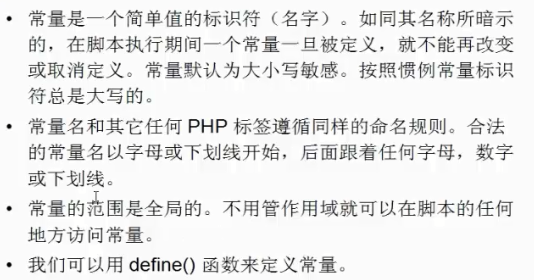 • 常量是一个简单值的标识符（名字）。如同其名称所暗示
的，在脚本执行期间一个常量一旦被定义，就不能再改变
或取消定义。常量默认为大小写敏感。按照惯例常量标识
符总是大写的。
• 常量名和其它任何 PHP 标签遵循同样的命名规则。合法
的常量名以字母或下划线开始，后面跟着任何字母，数字
或下划线。
• 常量的范围是全局的。不用管作用域就可以在脚本的任何
地方访问常量。
• 我们可以用 define() 函数来定义常量。